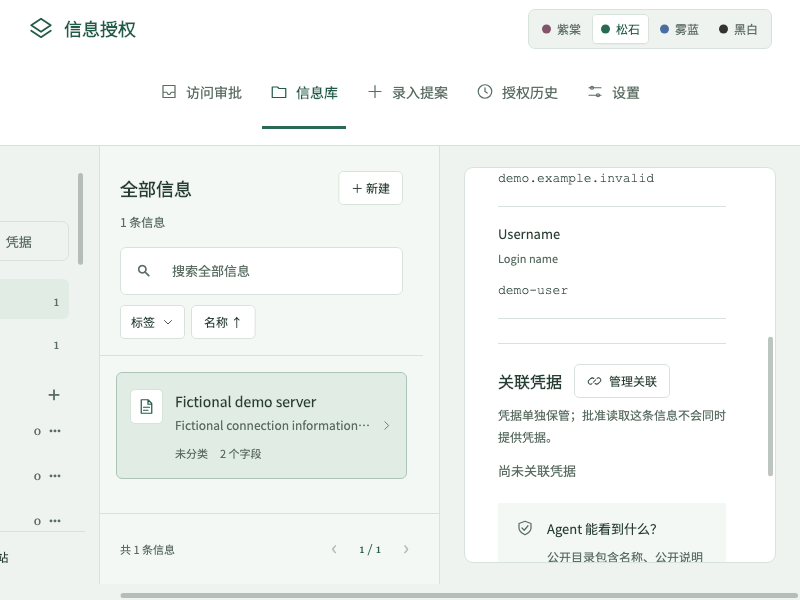 信息授权
紫棠
松石
雾蓝
黑白
访问审批
信息库
录入提案
授权历史
设置
凭据
1
1
+
0 •••
0 •••
0 •••
站
全部信息
+ 新建
1 条信息
搜索全部信息
标签
名称 ↑
Fictional demo server
Fictional connection information…
未分类 2 个字段
共 1 条信息
1 / 1
demo.example.invalid
Username
Login name
demo-user
关联凭据
管理关联
凭据单独保管；批准读取这条信息不会同时
提供凭据。
尚未关联凭据
Agent 能看到什么？
公开目录包含名称、公开说明